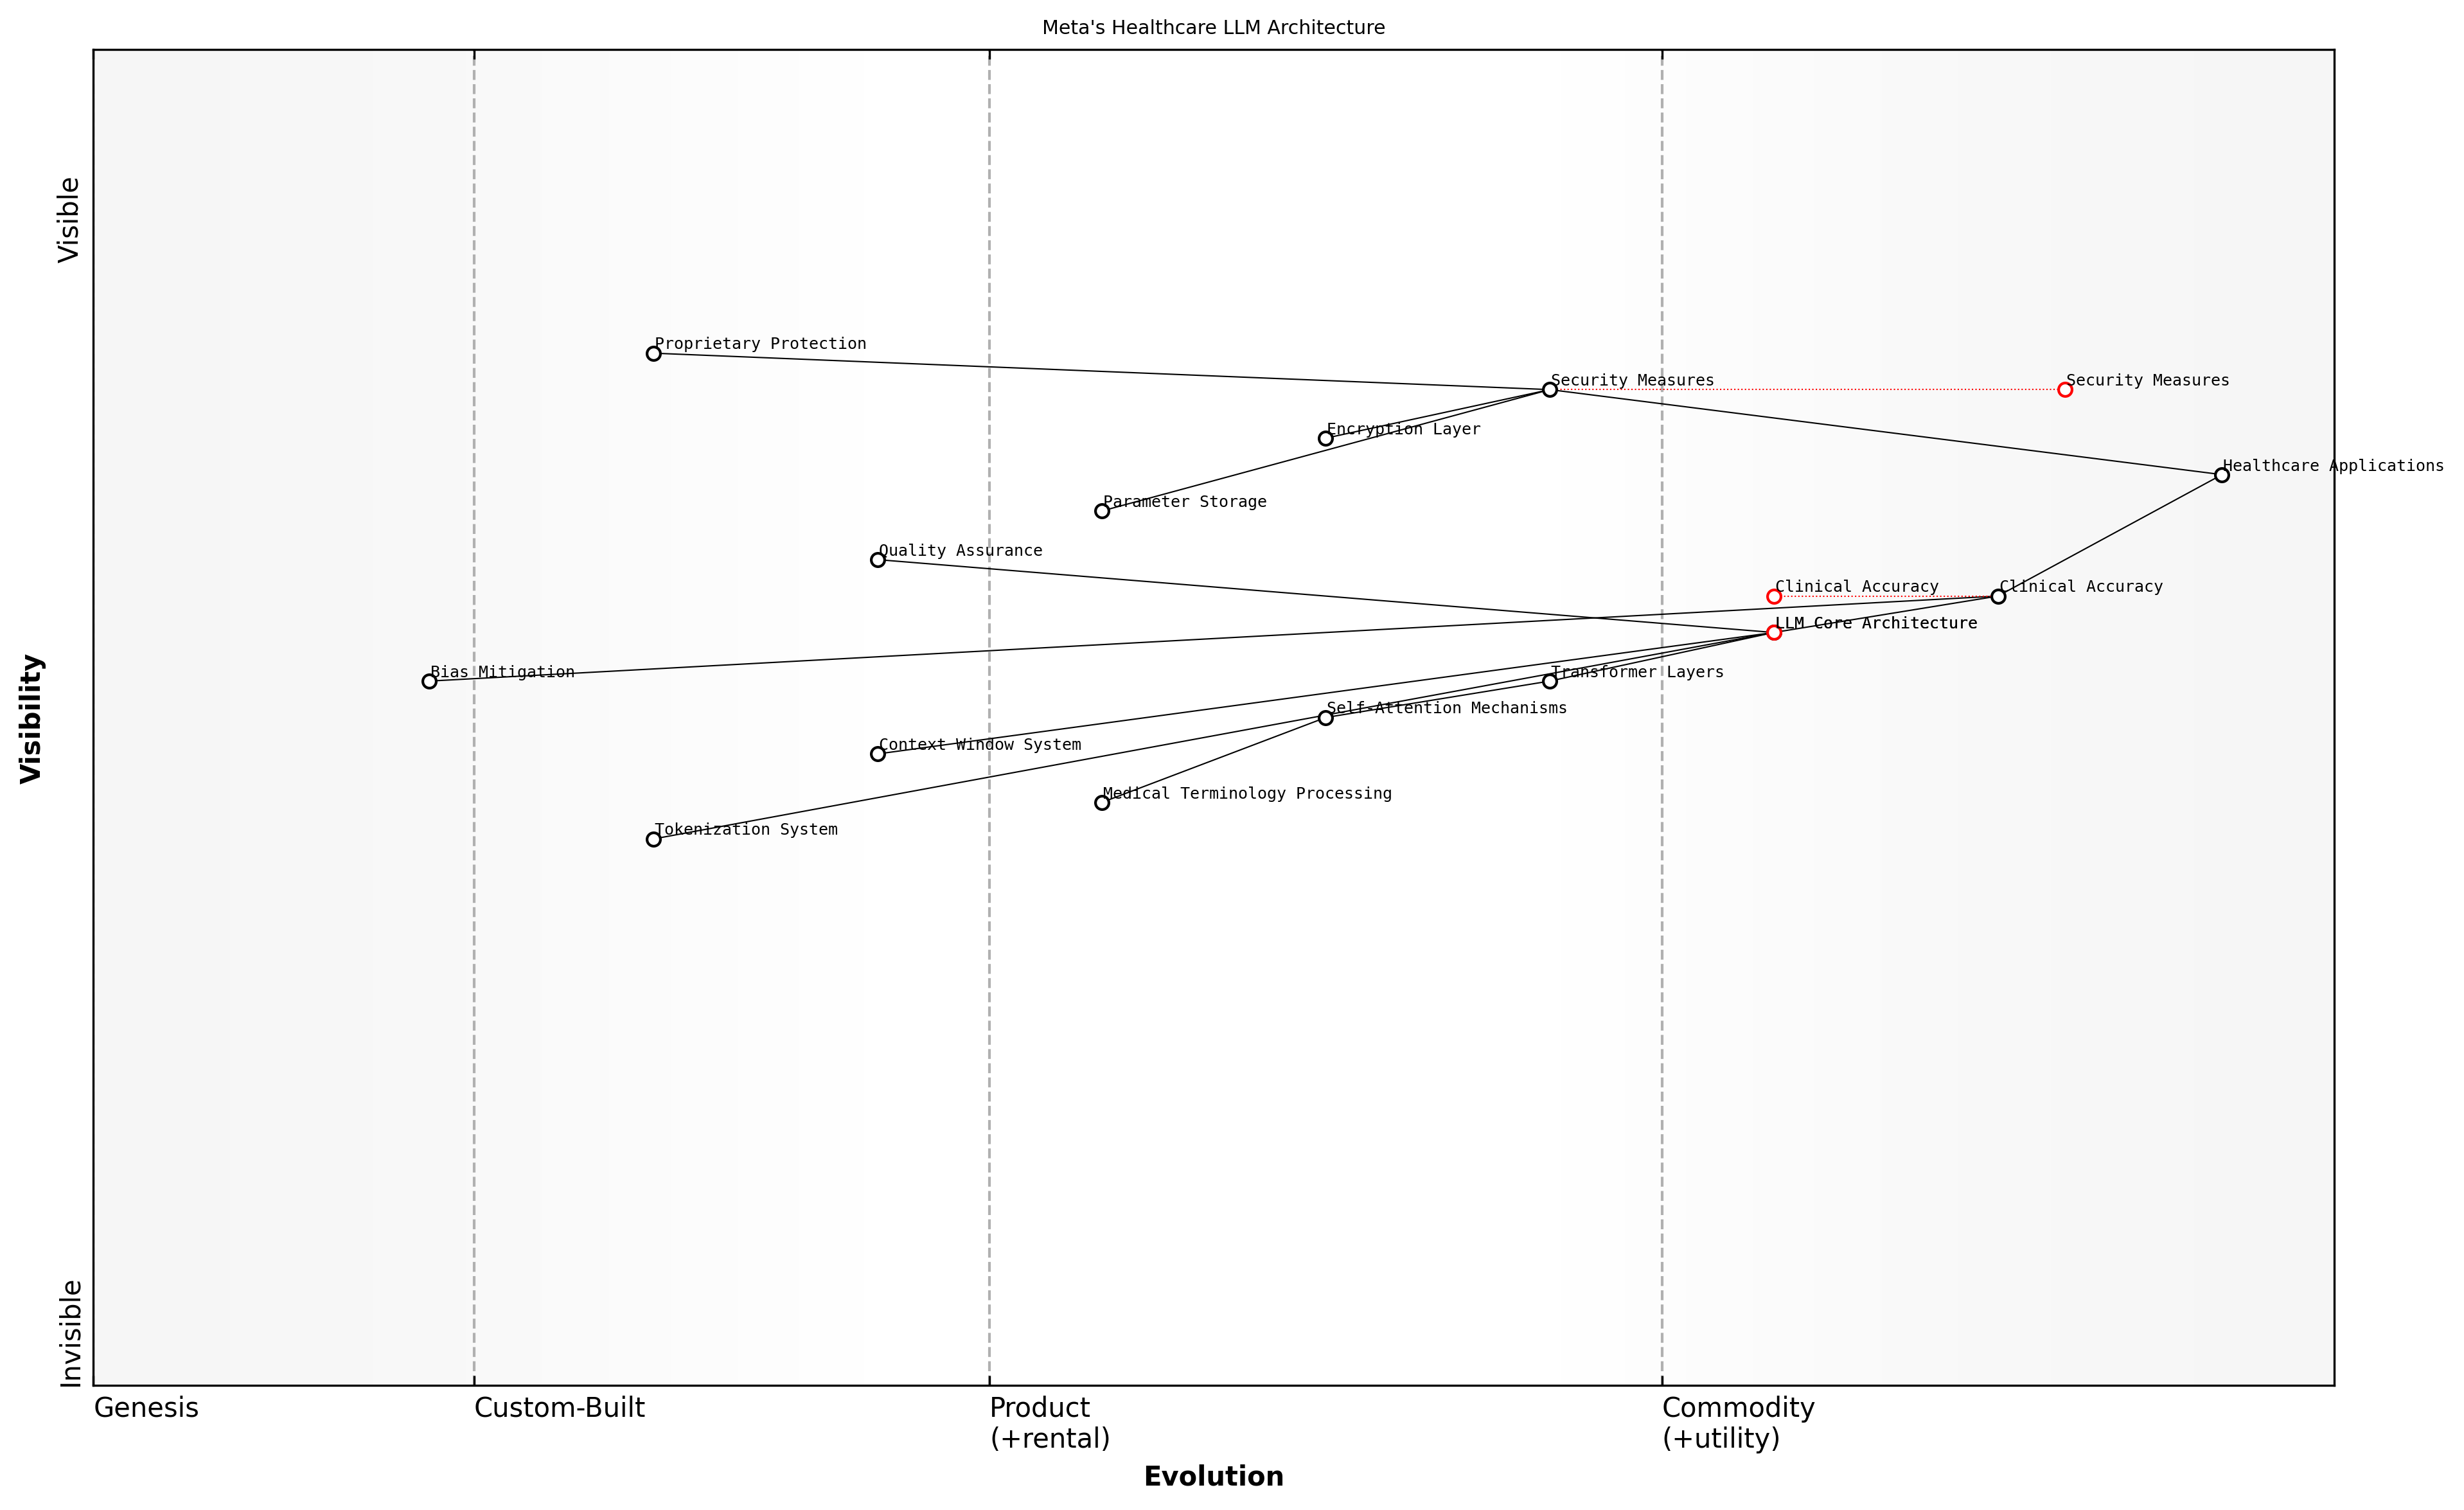 Meta's Healthcare LLM Architecture
Visible
Proprietary Protection
Security Measures
Security Measures
Encryption Layer
Healthcare Applications
Parameter Storage
Quality Assurance
Clinical Accuracy
Clinical Accuracy
LLM Core Architecture
Bias Mitigation
Transformer Layers
Self-Attention Mechanisms
Context Window System
Medical Terminology Processing
Tokenization System
Visibility
Invisible
Genesis
Custom-Built
Product
(+rental)
Commodity
(+utility)
Evolution